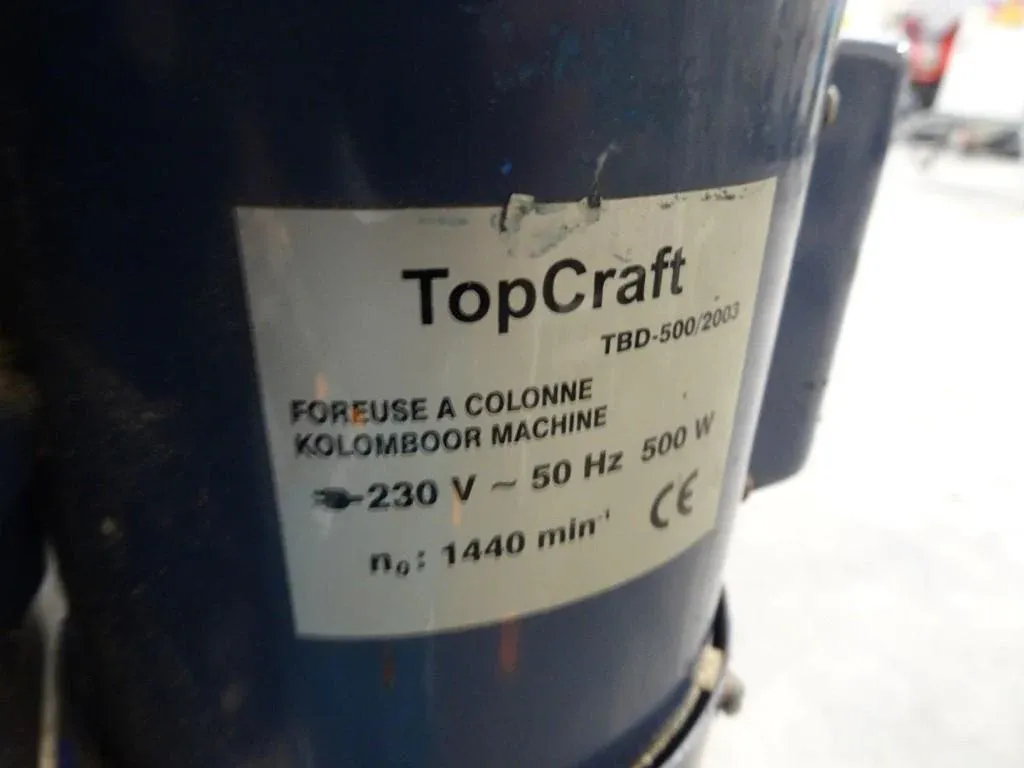 TopCraft
TBD-500/2003
FOREUSE A COLONNE
KOLOMBOOR MACHINE
230 V ~ 50 Hz 500 W
n₀: 1440 min⁻¹ CE